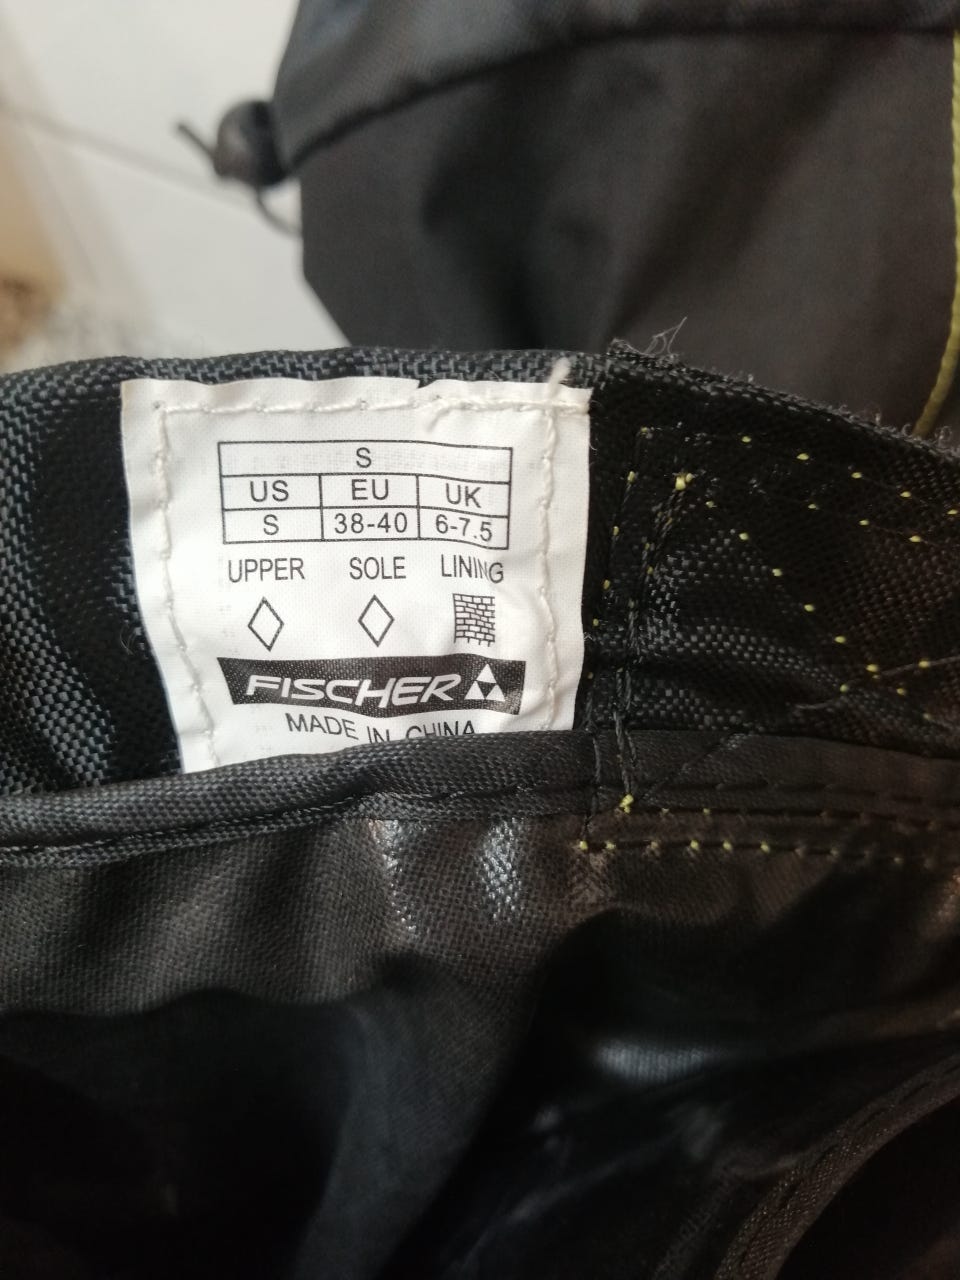 S
US EU UK
S 38-40 6-7.5
UPPER SOLE LINING
FISCHER
MADE IN CHINA